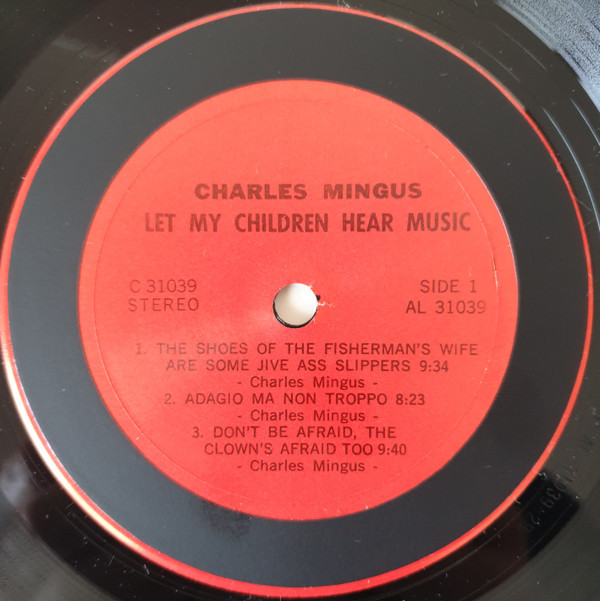 CHARLES MINGUS
LET MY CHILDREN HEAR MUSIC
C 31039 SIDE 1
STEREO AL 31039
1. THE SHOES OF THE FISHERMAN'S WIFE
ARE SOME JIVE ASS SLIPPERS 9:34
- Charles Mingus -
2. ADAGIO MA NON TROPPO 8:23
- Charles Mingus -
3. DON'T BE AFRAID, THE
CLOWN'S AFRAID TOO 9:40
- Charles Mingus -